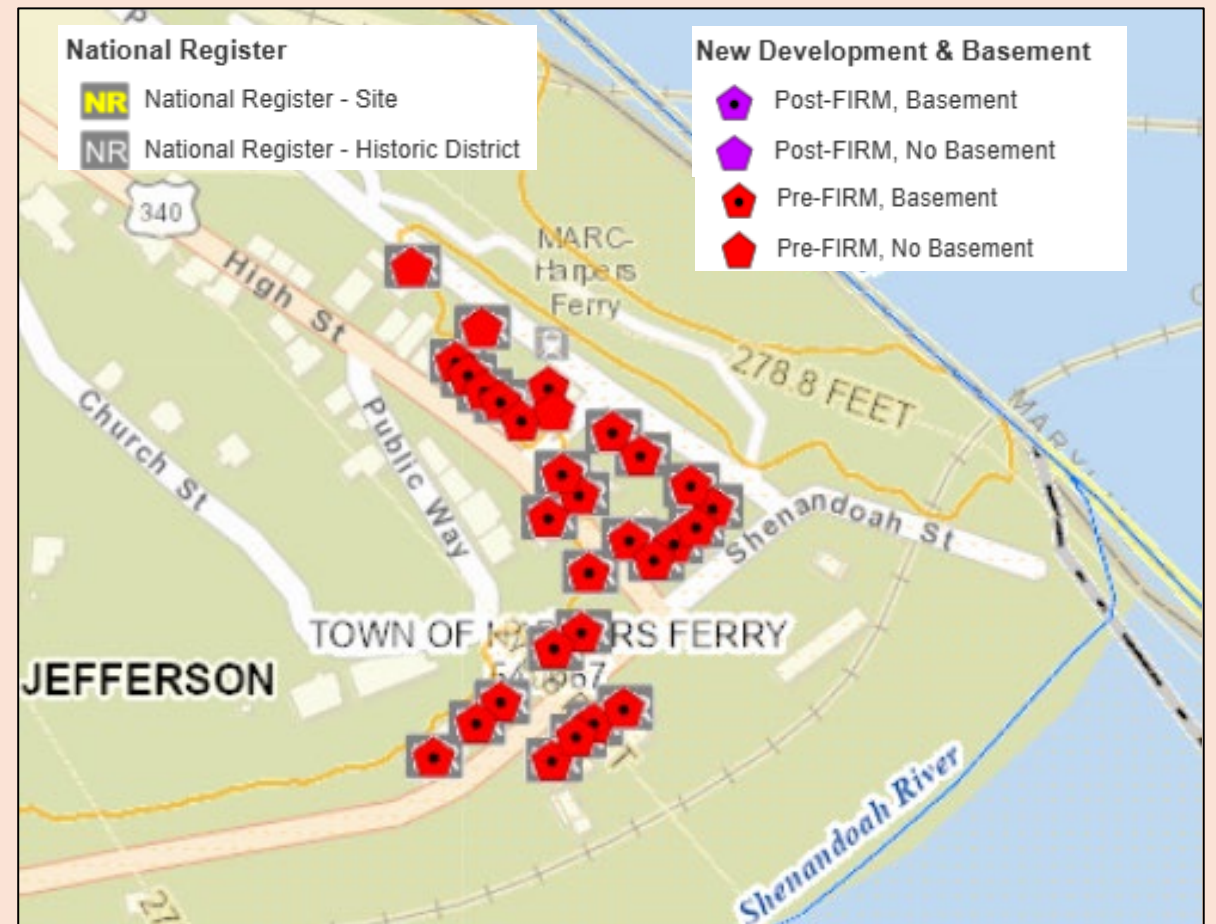 National Register
NR National Register - Site
NR National Register - Historic District
New Development & Basement
Post-FIRM, Basement
Post-FIRM, No Basement
Pre-FIRM, Basement
Pre-FIRM, No Basement
340
High St
MARC-
Harpers
Ferry
278.8 FEET
Church St
Public Way
Shenandoah St
TOWN OF
RS FERRY
JEFFERSON
Shenandoah River
27